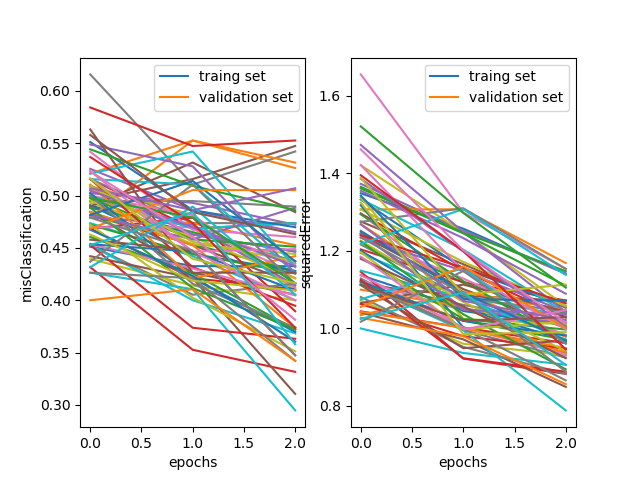 0.60
0.55
0.50
0.45
0.40
0.35
0.30
misClassification
0.0 0.5 1.0 1.5 2.0
epochs
traing set
validation set
1.6
1.4
1.2
1.0
0.8
squaredError
0.0 0.5 1.0 1.5 2.0
epochs
traing set
validation set